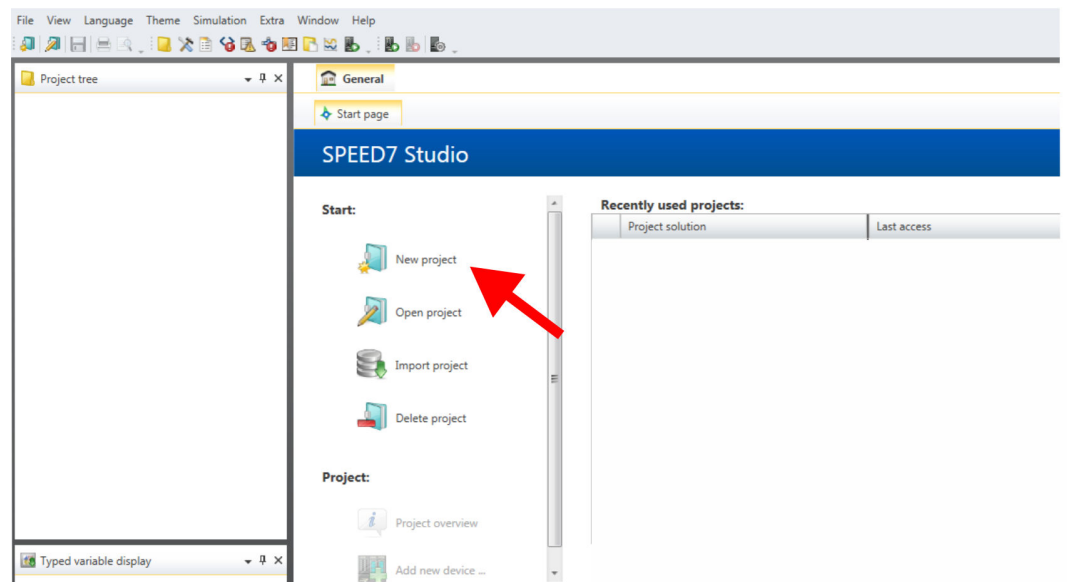 File View Language Theme Simulation Extra Window Help
Project tree
General
Start page
SPEED7 Studio
Start:
New project
Open project
Import project
Delete project
Project:
Project overview
Add new device ...
Recently used projects:
Project solution Last access
Typed variable display